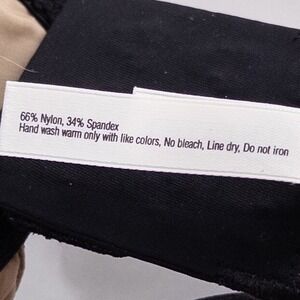 66% Nylon, 34% Spandex
Hand wash warm only with like colors, No bleach, Line dry, Do not iron